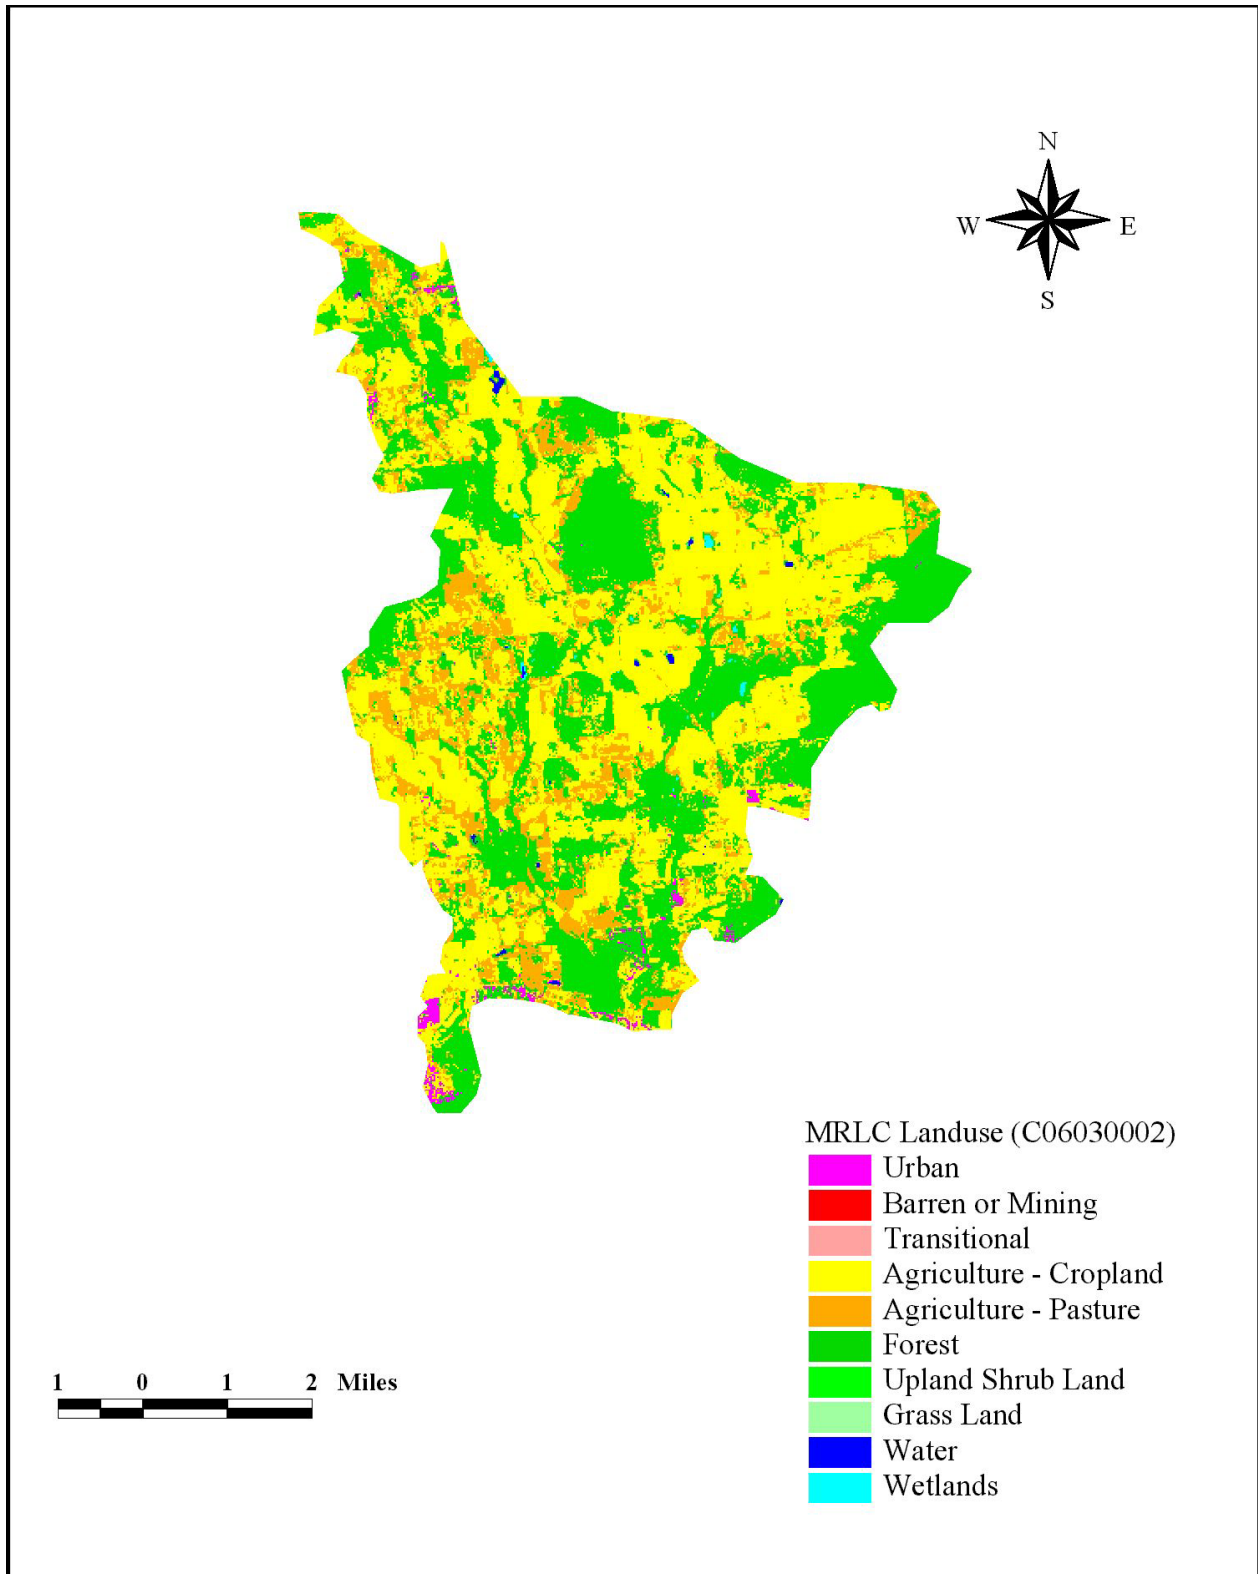 N
W E
S
MRLC Landuse (C06030002)
Urban
Barren or Mining
Transitional
Agriculture - Cropland
Agriculture - Pasture
Forest
Upland Shrub Land
Grass Land
Water
Wetlands
1 0 1 2 Miles